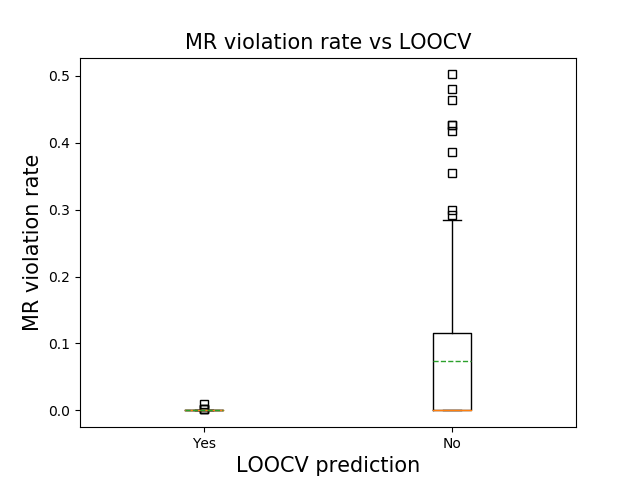 MR violation rate vs LOOCV
MR violation rate
0.5
0.4
0.3
0.2
0.1
0.0
Yes
No
LOOCV prediction